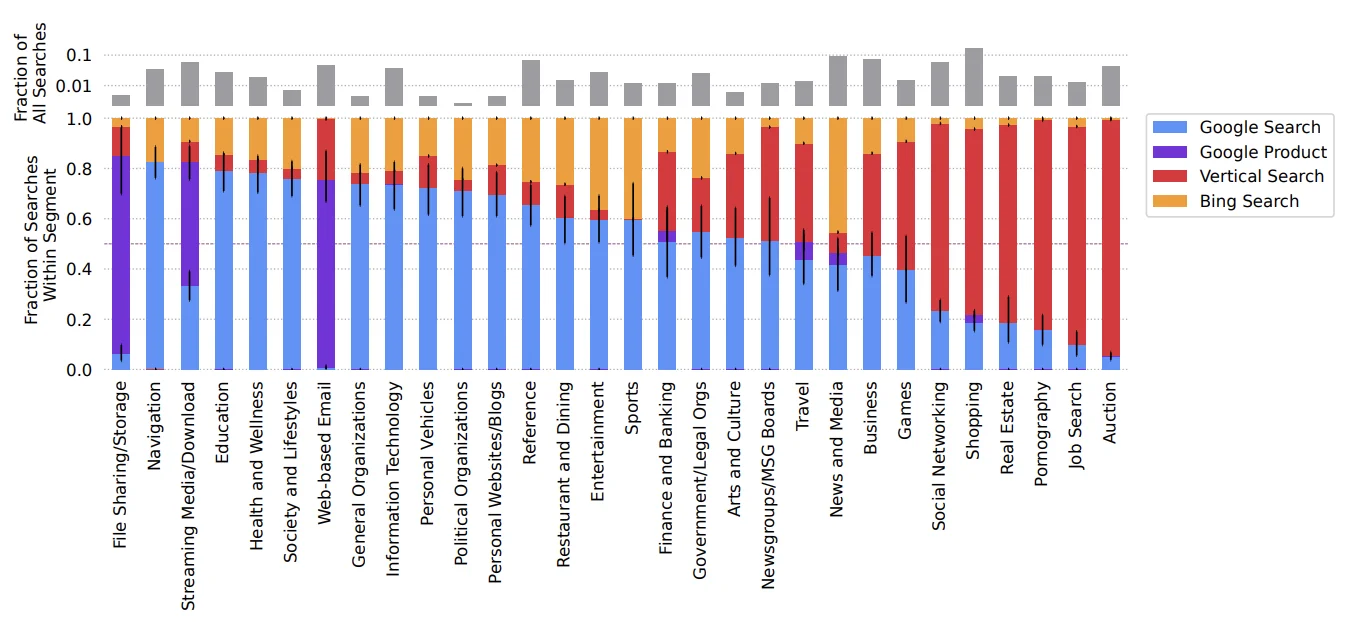 Fraction of
All Searches
0.1
0.01
Fraction of Searches
Within Segment
1.0
0.8
0.6
0.4
0.2
0.0
Google Search
Google Product
Vertical Search
Bing Search
File Sharing/Storage
Navigation
Streaming Media/Download
Education
Health and Wellness
Society and Lifestyles
Web-based Email
General Organizations
Information Technology
Personal Vehicles
Political Organizations
Personal Websites/Blogs
Reference
Restaurant and Dining
Entertainment
Sports
Finance and Banking
Government/Legal Orgs
Arts and Culture
Newsgroups/MSG Boards
Travel
News and Media
Business
Games
Social Networking
Shopping
Real Estate
Pornography
Job Search
Auction